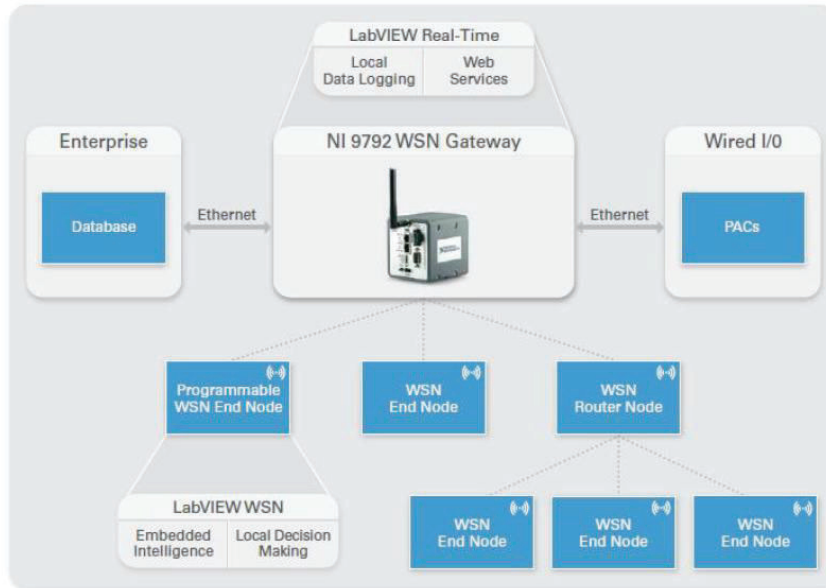 LabVIEW Real-Time
Local
Data Logging
Web
Services
Enterprise
Database
Ethernet
NI 9792 WSN Gateway
Ethernet
Wired I/0
PACs
Programmable
WSN End Node
WSN
End Node
WSN
Router Node
LabVIEW WSN
Embedded
Intelligence
Local Decision
Making
WSN
End Node
WSN
End Node
WSN
End Node